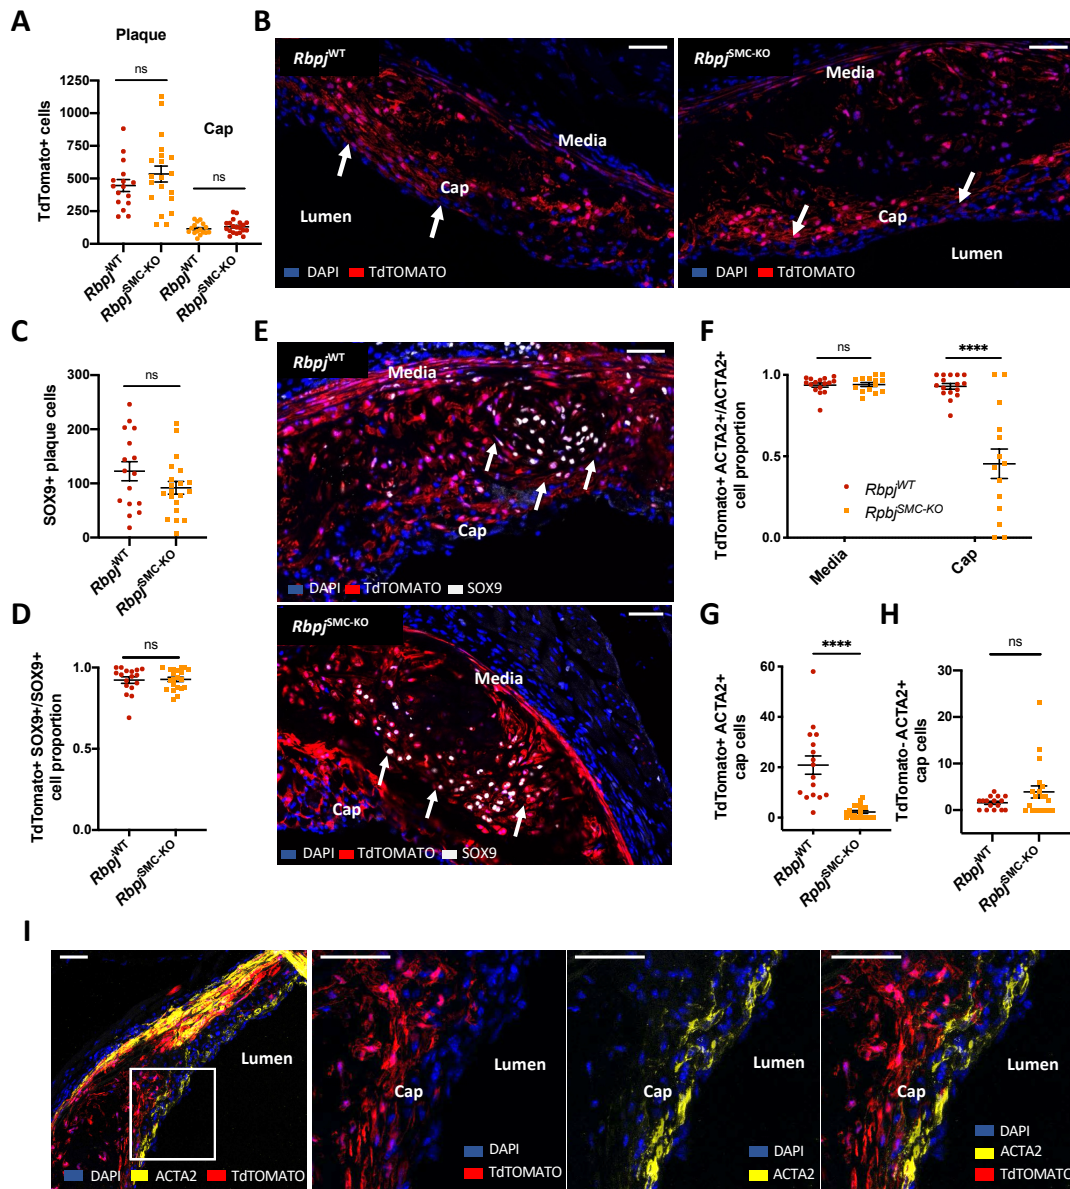 A
Plaque
ns
Cap
ns
TdTomato+ cells
1250
1000
750
500
250
0
Rbpj^WT
Rbpj^SMC-KO
Rbpj^WT
Rbpj^SMC-KO
B
Rbpj^WT
Media
Cap
Lumen
DAPI TdTOMATO
Rbpj^SMC-KO
Media
Cap
Lumen
DAPI TdTOMATO
C
ns
SOX9+ plaque cells
300
200
100
0
Rbpj^WT
Rbpj^SMC-KO
D
ns
TdTomato+ SOX9+/SOX9+
cell proportion
1.0
0.5
0.0
Rbpj^WT
Rbpj^SMC-KO
E
Rbpj^WT
Media
Cap
DAPI TdTOMATO SOX9
Rbpj^SMC-KO
Media
Cap
DAPI TdTOMATO SOX9
F
ns
****
TdTomato+ ACTA2+/ACTA2+
cell proportion
1.0
0.5
0.0
Rbpj^WT
Rpbj^SMC-KO
Media
Cap
G
****
TdTomato+ ACTA2+
cap cells
60
40
20
0
Rbpj^WT
Rpbj^SMC-KO
H
ns
TdTomato- ACTA2+
cap cells
30
20
10
0
Rbpj^WT
Rpbj^SMC-KO
I
Lumen
DAPI ACTA2 TdTOMATO
Lumen
Cap
DAPI
TdTOMATO
Lumen
Cap
DAPI
ACTA2
Lumen
Cap
DAPI
ACTA2
TdTOMATO